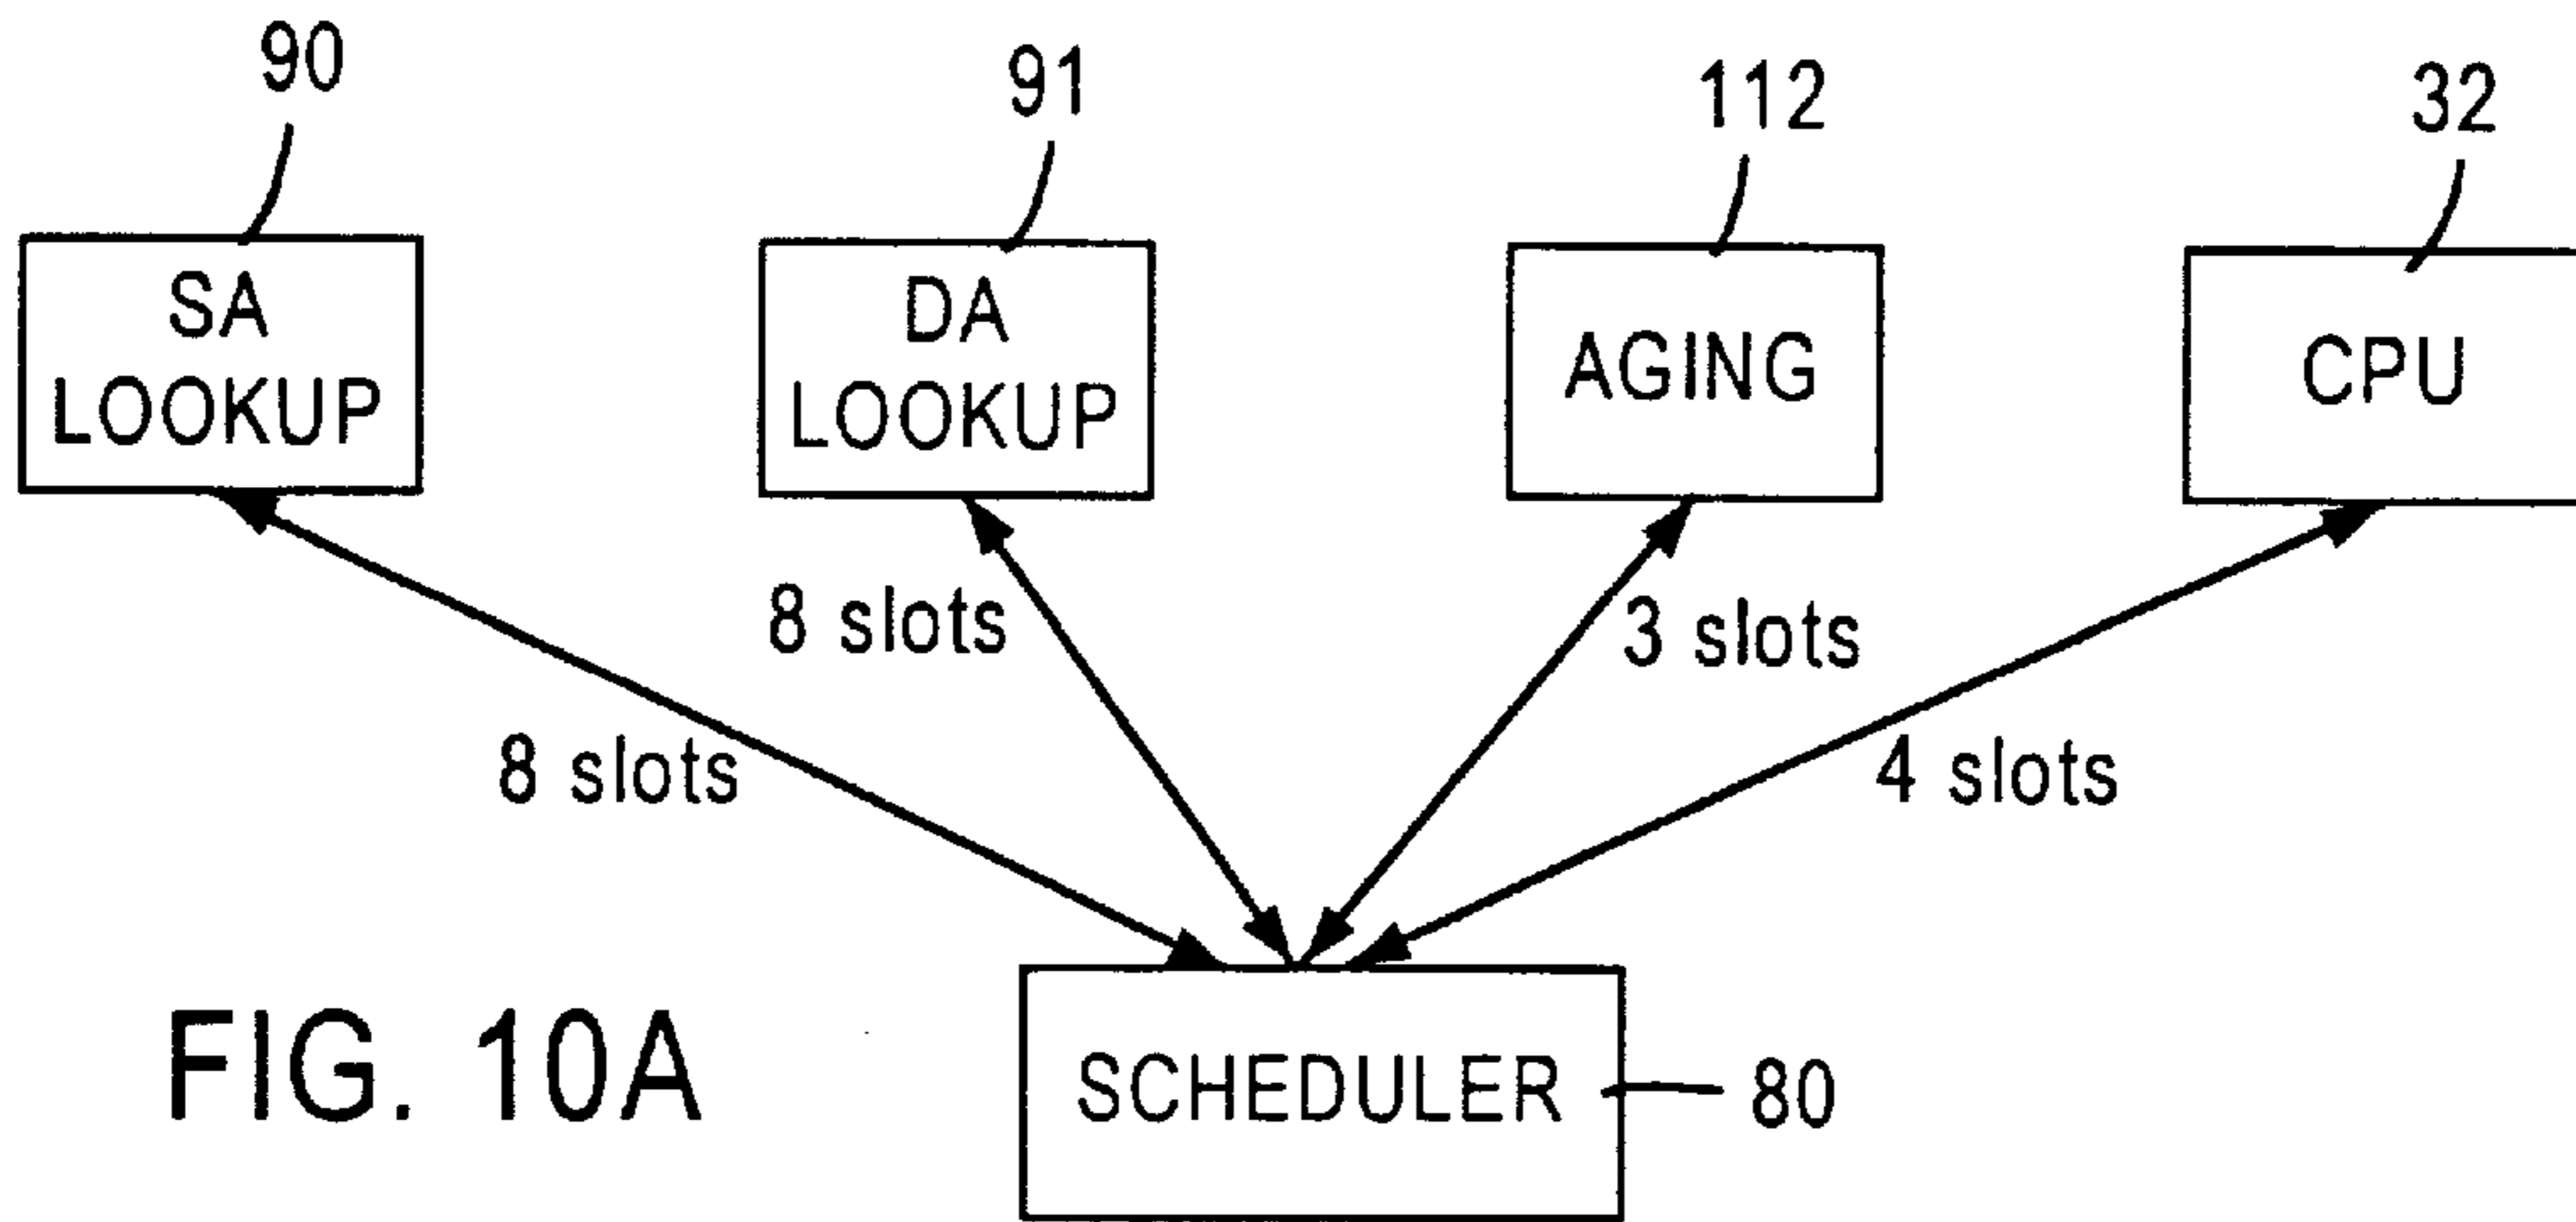 90
91
112
32
SA
LOOKUP
DA
LOOKUP
AGING
CPU
8 slots
3 slots
8 slots
4 slots
SCHEDULER
80
FIG. 10A